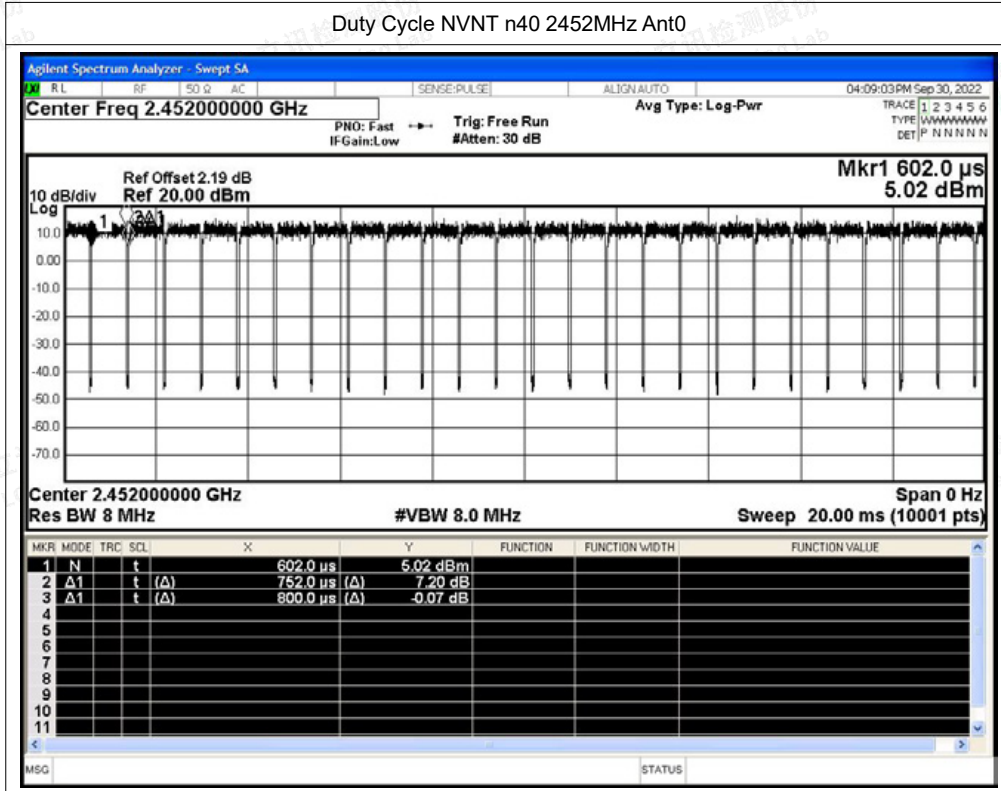 Duty Cycle NVNT n40 2452MHz Ant0
Agilent Spectrum Analyzer - Swept SA
RL RF 50 Ω AC SENSE:PULSE ALIGN AUTO 04:09:03 PM Sep 30, 2022
Center Freq 2.452000000 GHz
PNO: Fast
IFGain:Low
Trig: Free Run
#Atten: 30 dB
Avg Type: Log-Pwr
TRACE 1 2 3 4 5 6
TYPE WWWWWW
DET P N N N N N
Mkr1 602.0 µs
5.02 dBm
Ref Offset 2.19 dB
10 dB/div Ref 20.00 dBm
Log
1 3Δ1
10.0
0.00
-10.0
-20.0
-30.0
-40.0
-50.0
-60.0
-70.0
Center 2.452000000 GHz Span 0 Hz
Res BW 8 MHz #VBW 8.0 MHz Sweep 20.00 ms (10001 pts)
MKR MODE TRC SCL X Y FUNCTION FUNCTION WIDTH FUNCTION VALUE
1 N t 602.0 µs 5.02 dBm
2 Δ1 t (Δ) 752.0 µs (Δ) 7.20 dB
3 Δ1 t (Δ) 800.0 µs (Δ) -0.07 dB
4
5
6
7
8
9
10
11
MSG STATUS